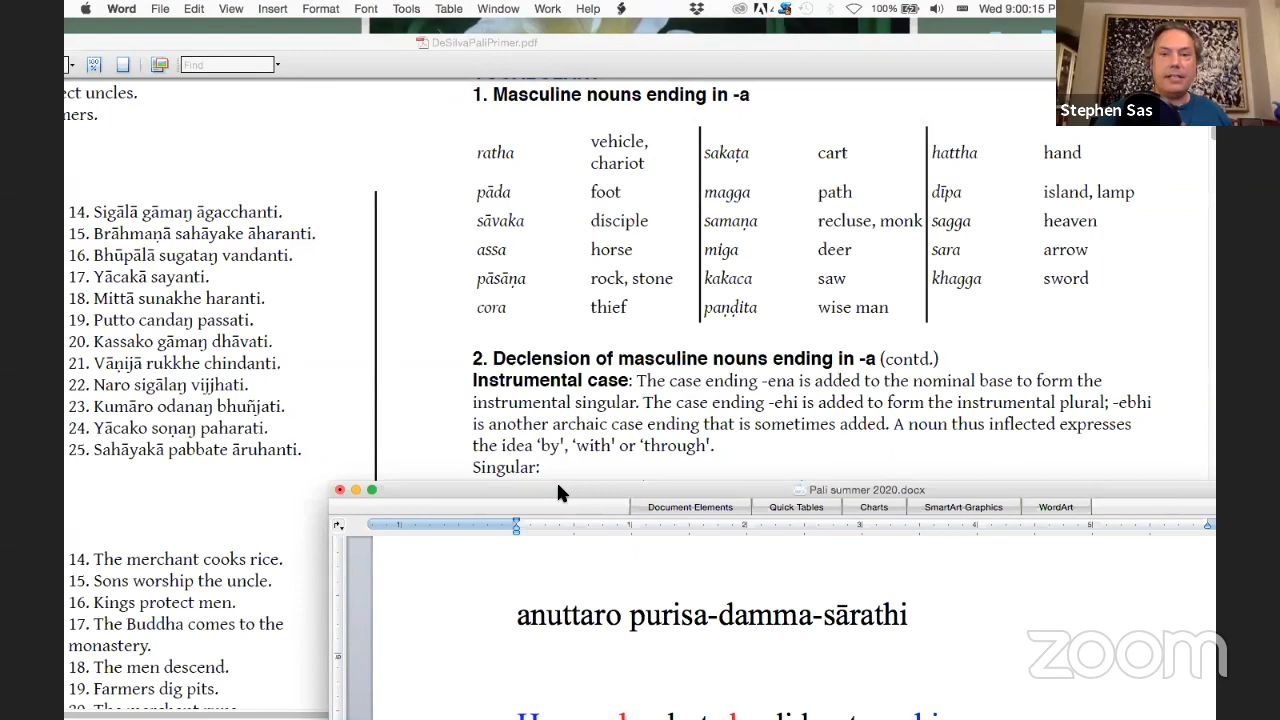 Word File Edit View Insert Format Font Tools Table Window Work Help 100% Wed 9:00:15 P
DeSilvaPaliPrimer.pdf
Find
Stephen Sas
ect uncles.
mers.
14. Sigālā gāmaŋ āgacchanti.
15. Brāhmaṇā sahāyake āharanti.
16. Bhūpālā sugataŋ vandanti.
17. Yācakā sayanti.
18. Mittā sunakhe haranti.
19. Putto candaŋ passati.
20. Kassako gāmaŋ dhāvati.
21. Vāṇijā rukkhe chindanti.
22. Naro sigālaŋ vijjhati.
23. Kumāro odanaŋ bhuñjati.
24. Yācako soṇaŋ paharati.
25. Sahāyakā pabbate āruhanti.
14. The merchant cooks rice.
15. Sons worship the uncle.
16. Kings protect men.
17. The Buddha comes to the
monastery.
18. The men descend.
19. Farmers dig pits.
1. Masculine nouns ending in -a
ratha vehicle, chariot sakaṭa cart hattha hand
pāda foot magga path dīpa island, lamp
sāvaka disciple samaṇa recluse, monk sagga heaven
assa horse miga deer sara arrow
pāsāṇa rock, stone kakaca saw khagga sword
cora thief paṇḍita wise man
2. Declension of masculine nouns ending in -a (contd.)
Instrumental case: The case ending -ena is added to the nominal base to form the
instrumental singular. The case ending -ehi is added to form the instrumental plural; -ebhi
is another archaic case ending that is sometimes added. A noun thus inflected expresses
the idea ‘by', ‘with' or ‘through'.
Singular:
Pali summer 2020.docx
Document Elements Quick Tables Charts SmartArt Graphics WordArt
anuttaro purisa-damma-sārathi
zoom